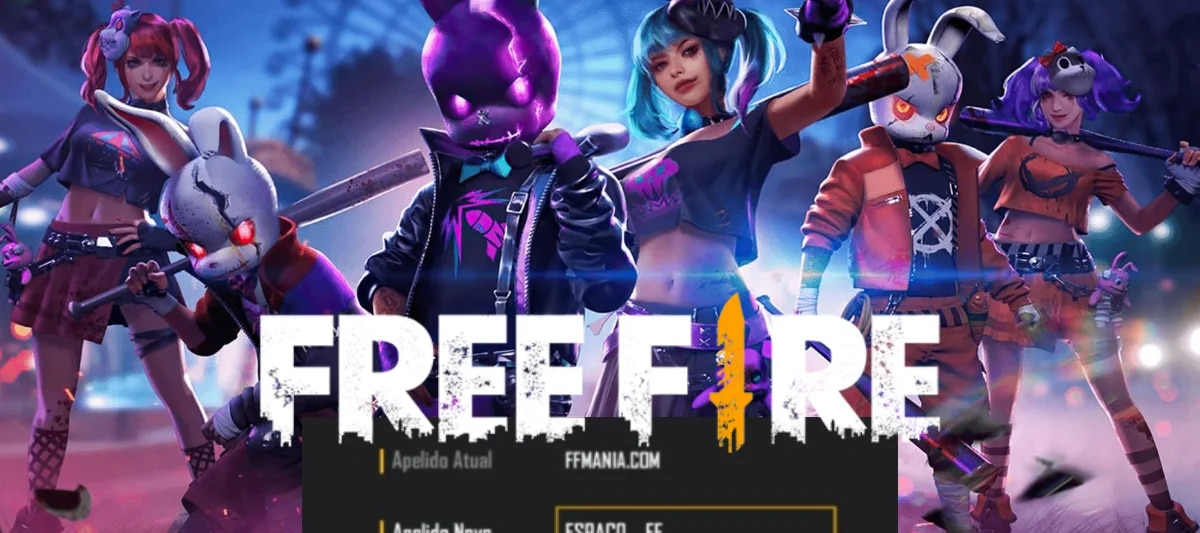 FREE FIRE
Apelido Atual FFMANIA.COM
Apelido Novo ESPAÇO FF